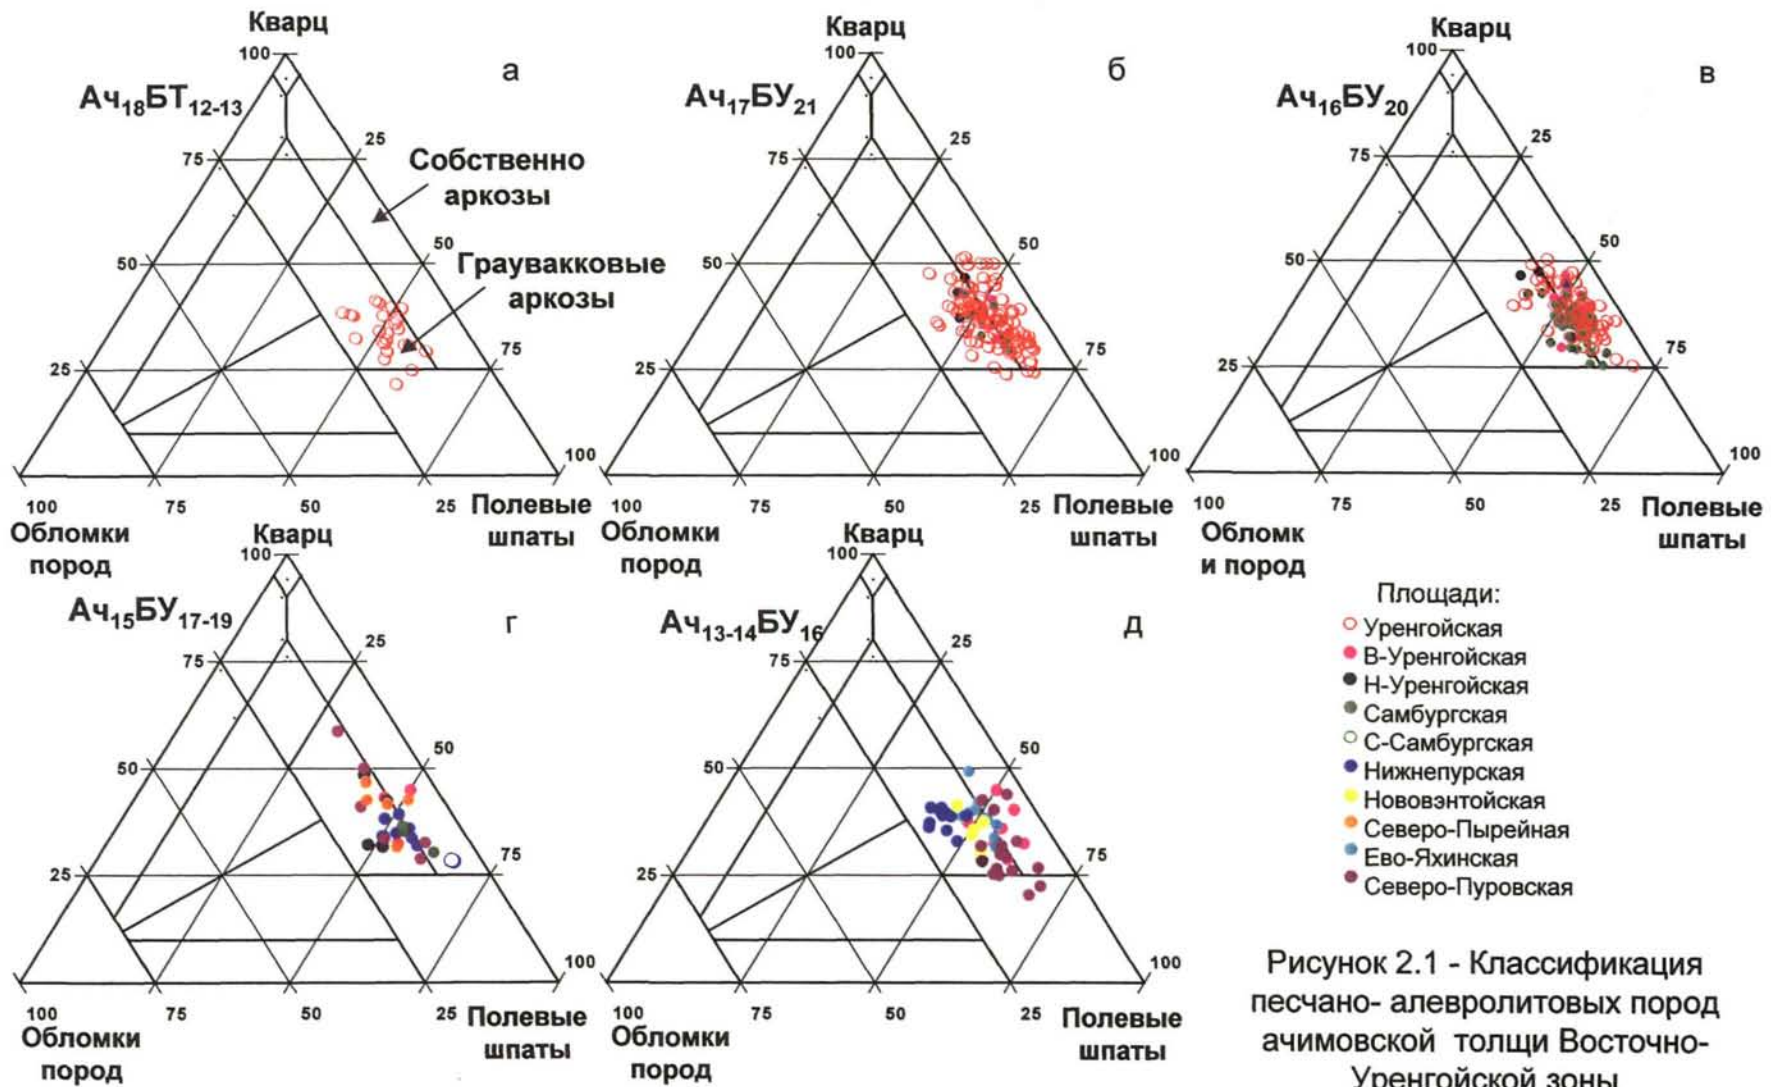 Кварц
100
а
Ач18БТ12-13
25
75
Собственно
аркозы
50
50
Граувакковые
аркозы
25
75
100
100
75
50
25
Обломки
пород
Полевые
шпаты
Кварц
100
б
Ач17БУ21
25
75
50
50
25
75
100
100
75
50
25
Обломки
пород
Полевые
шпаты
Кварц
100
в
Ач16БУ20
25
75
50
50
25
75
100
100
75
50
25
Обломк
и пород
Полевые
шпаты
Кварц
100
г
Ач15БУ17-19
25
75
50
50
25
75
100
100
75
50
25
Обломки
пород
Полевые
шпаты
Кварц
100
д
Ач13-14БУ16
25
75
50
50
25
75
100
100
75
50
25
Обломки
пород
Полевые
шпаты
Площади:
Уренгойская
В-Уренгойская
Н-Уренгойская
Самбургская
С-Самбургская
Нижнепурская
Нововэнтойская
Северо-Пырейная
Ево-Яхинская
Северо-Пуровская
Рисунок 2.1 - Классификация
песчано- алевролитовых пород
ачимовской толщи Восточно-
Уренгойской зоны